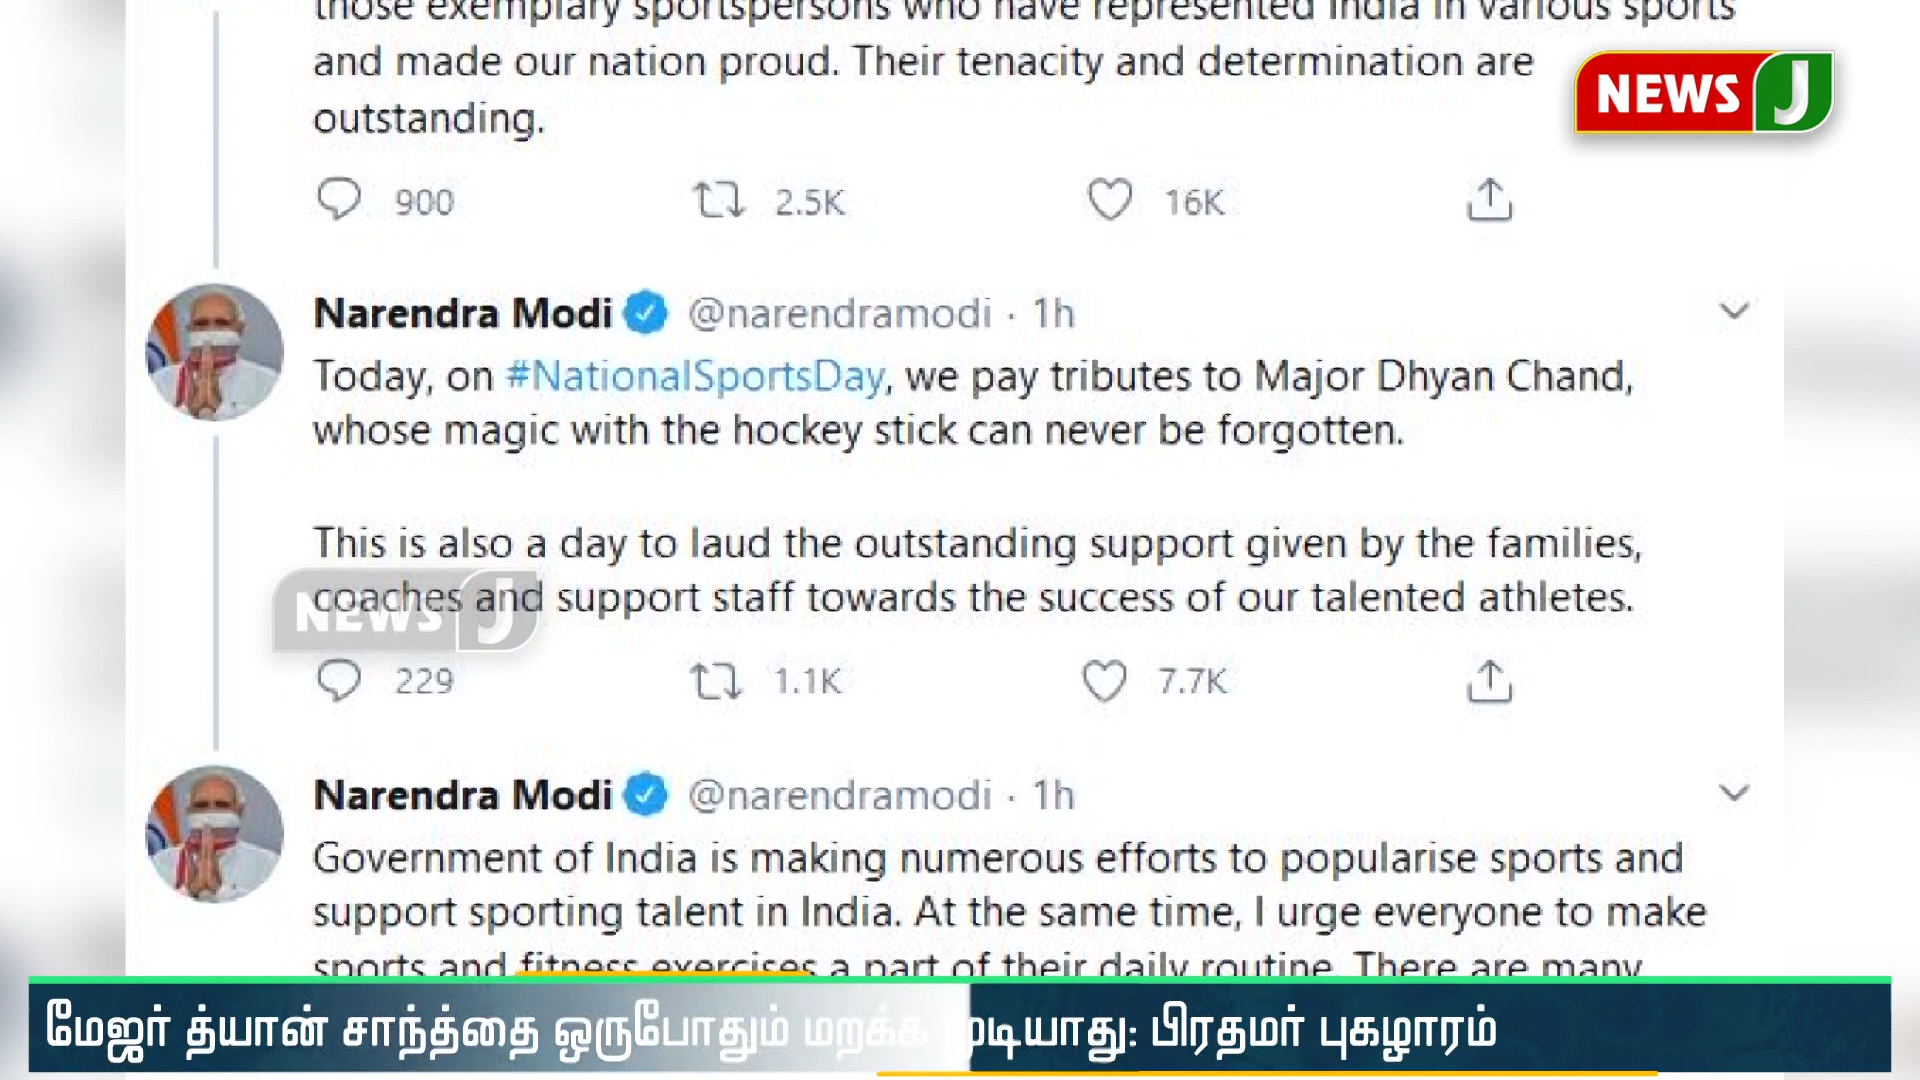 those exemplary sportspersons who have represented India in various sports
and made our nation proud. Their tenacity and determination are
outstanding.
NEWS J
900 2.5K 16K
Narendra Modi @narendramodi · 1h
Today, on #NationalSportsDay, we pay tributes to Major Dhyan Chand,
whose magic with the hockey stick can never be forgotten.
This is also a day to laud the outstanding support given by the families,
coaches and support staff towards the success of our talented athletes.
NEWS J
229 1.1K 7.7K
Narendra Modi @narendramodi · 1h
Government of India is making numerous efforts to popularise sports and
support sporting talent in India. At the same time, I urge everyone to make
sports and fitness exercises a part of their daily routine. There are many
மேஜர் த்யான் சாந்த்தை ஒருபோதும் மறக்க முடியாது: பிரதமர் புகழாரம்